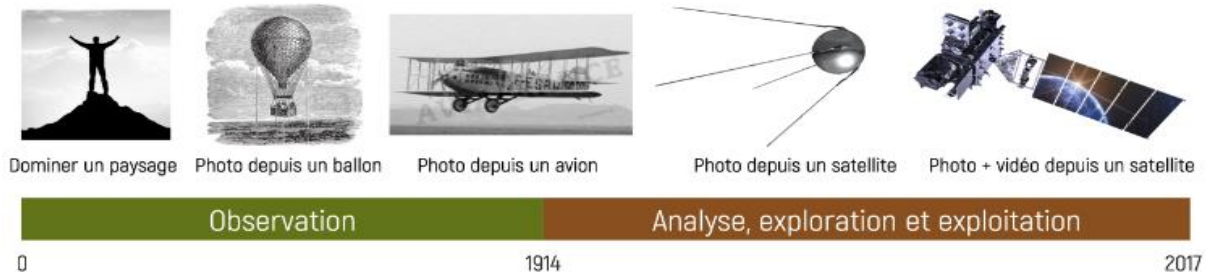 Dominer un paysage
Photo depuis un ballon
Photo depuis un avion
Photo depuis un satellite
Photo + vidéo depuis un satellite
Observation
Analyse, exploration et exploitation
0
1914
2017